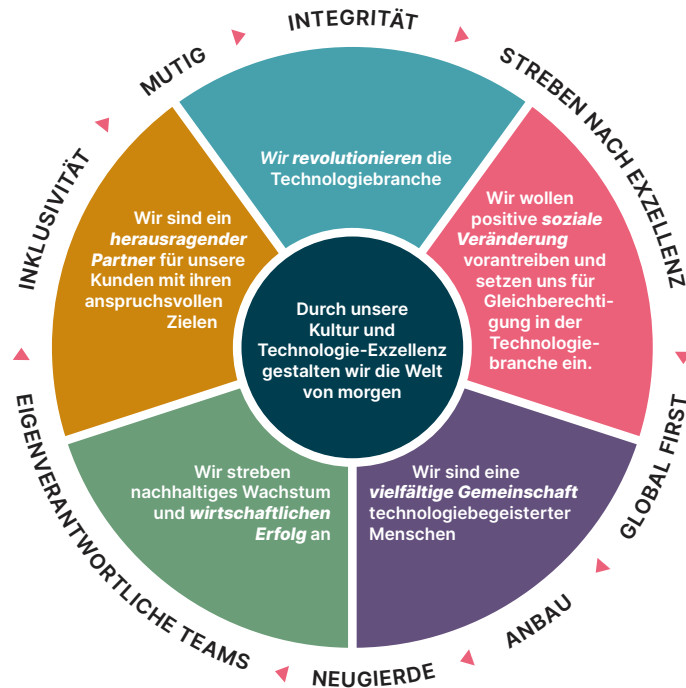 INTEGRITÄT
STREBEN NACH EXZELLENZ
GLOBAL FIRST
ANBAU
NEUGIERDE
EIGENVERANTWORTLICHE TEAMS
INKLUSIVITÄT
MUTIG
Wir revolutionieren die
Technologiebranche
Wir wollen
positive soziale
Veränderung
vorantreiben und
setzen uns für
Gleichberechti-
gung in der
Technologie-
branche ein.
Wir sind eine
vielfältige Gemeinschaft
technologiebegeisterter
Menschen
Wir streben
nachhaltiges Wachstum
und wirtschaftlichen
Erfolg an
Wir sind ein
herausragender
Partner für unsere
Kunden mit ihren
anspruchsvollen
Zielen
Durch unsere
Kultur und
Technologie-Exzellenz
gestalten wir die Welt
von morgen